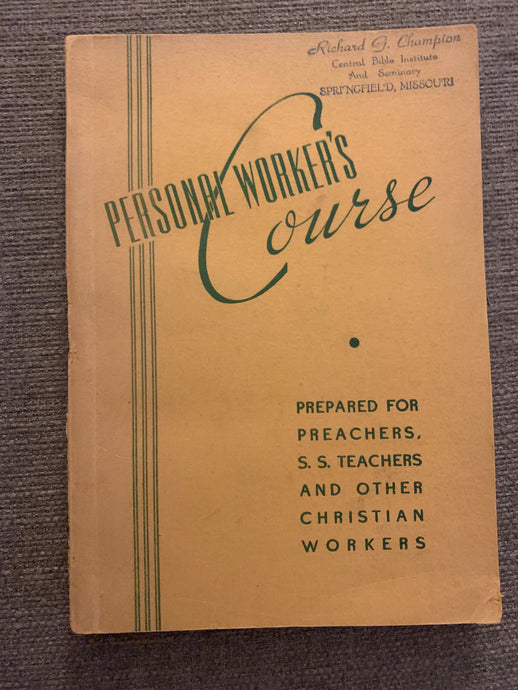 Richard G. Champion
Central Bible Institute
And Seminary
SPRINGFIELD, MISSOURI
PERSONAL WORKER'S
Course
PREPARED FOR
PREACHERS,
S. S. TEACHERS
AND OTHER
CHRISTIAN
WORKERS